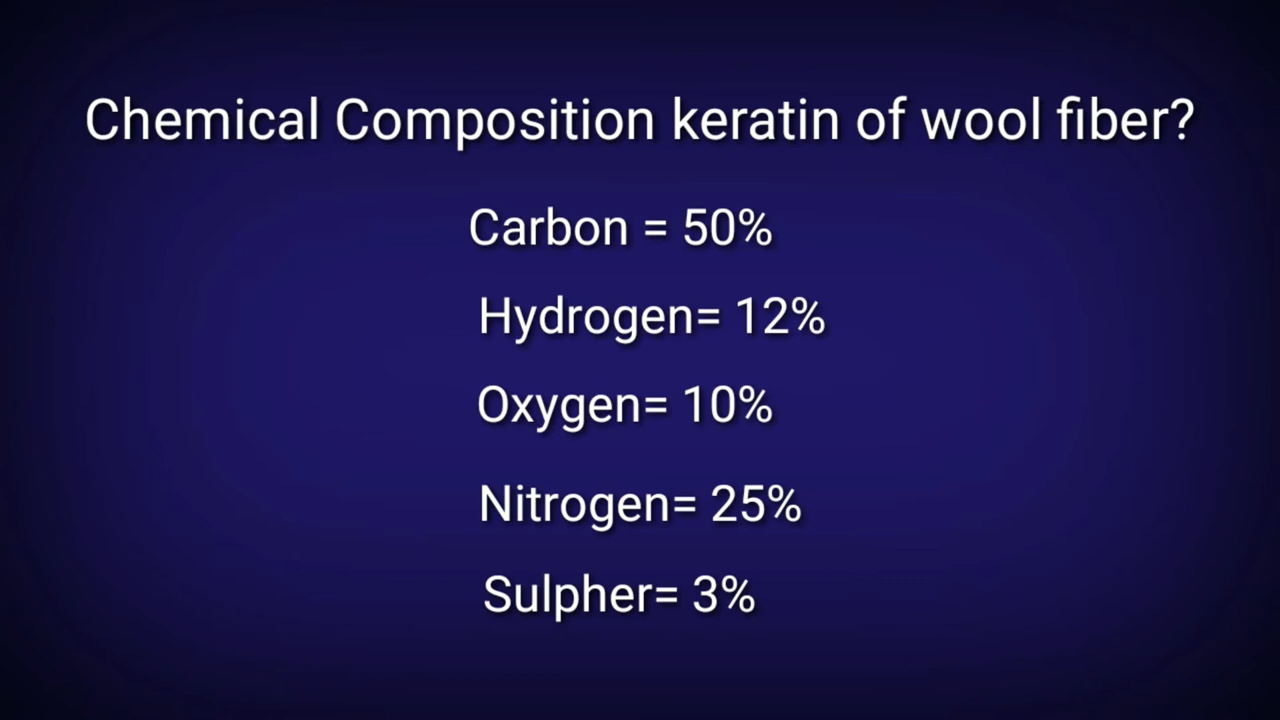 Chemical Composition keratin of wool fiber?
Carbon = 50%
Hydrogen= 12%
Oxygen= 10%
Nitrogen= 25%
Sulpher= 3%